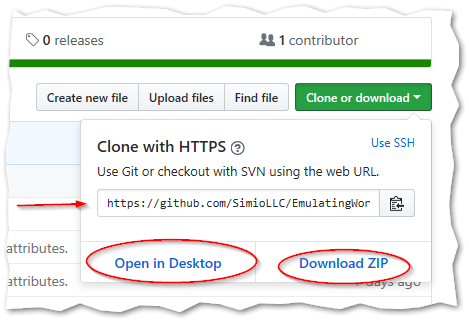 0 releases
1 contributor
Create new file
Upload files
Find file
Clone or download
Clone with HTTPS ?
Use SSH
Use Git or checkout with SVN using the web URL.
https://github.com/SimioLLC/EmulatingWor
attributes.
Open in Desktop
Download ZIP
attributes.
days ago